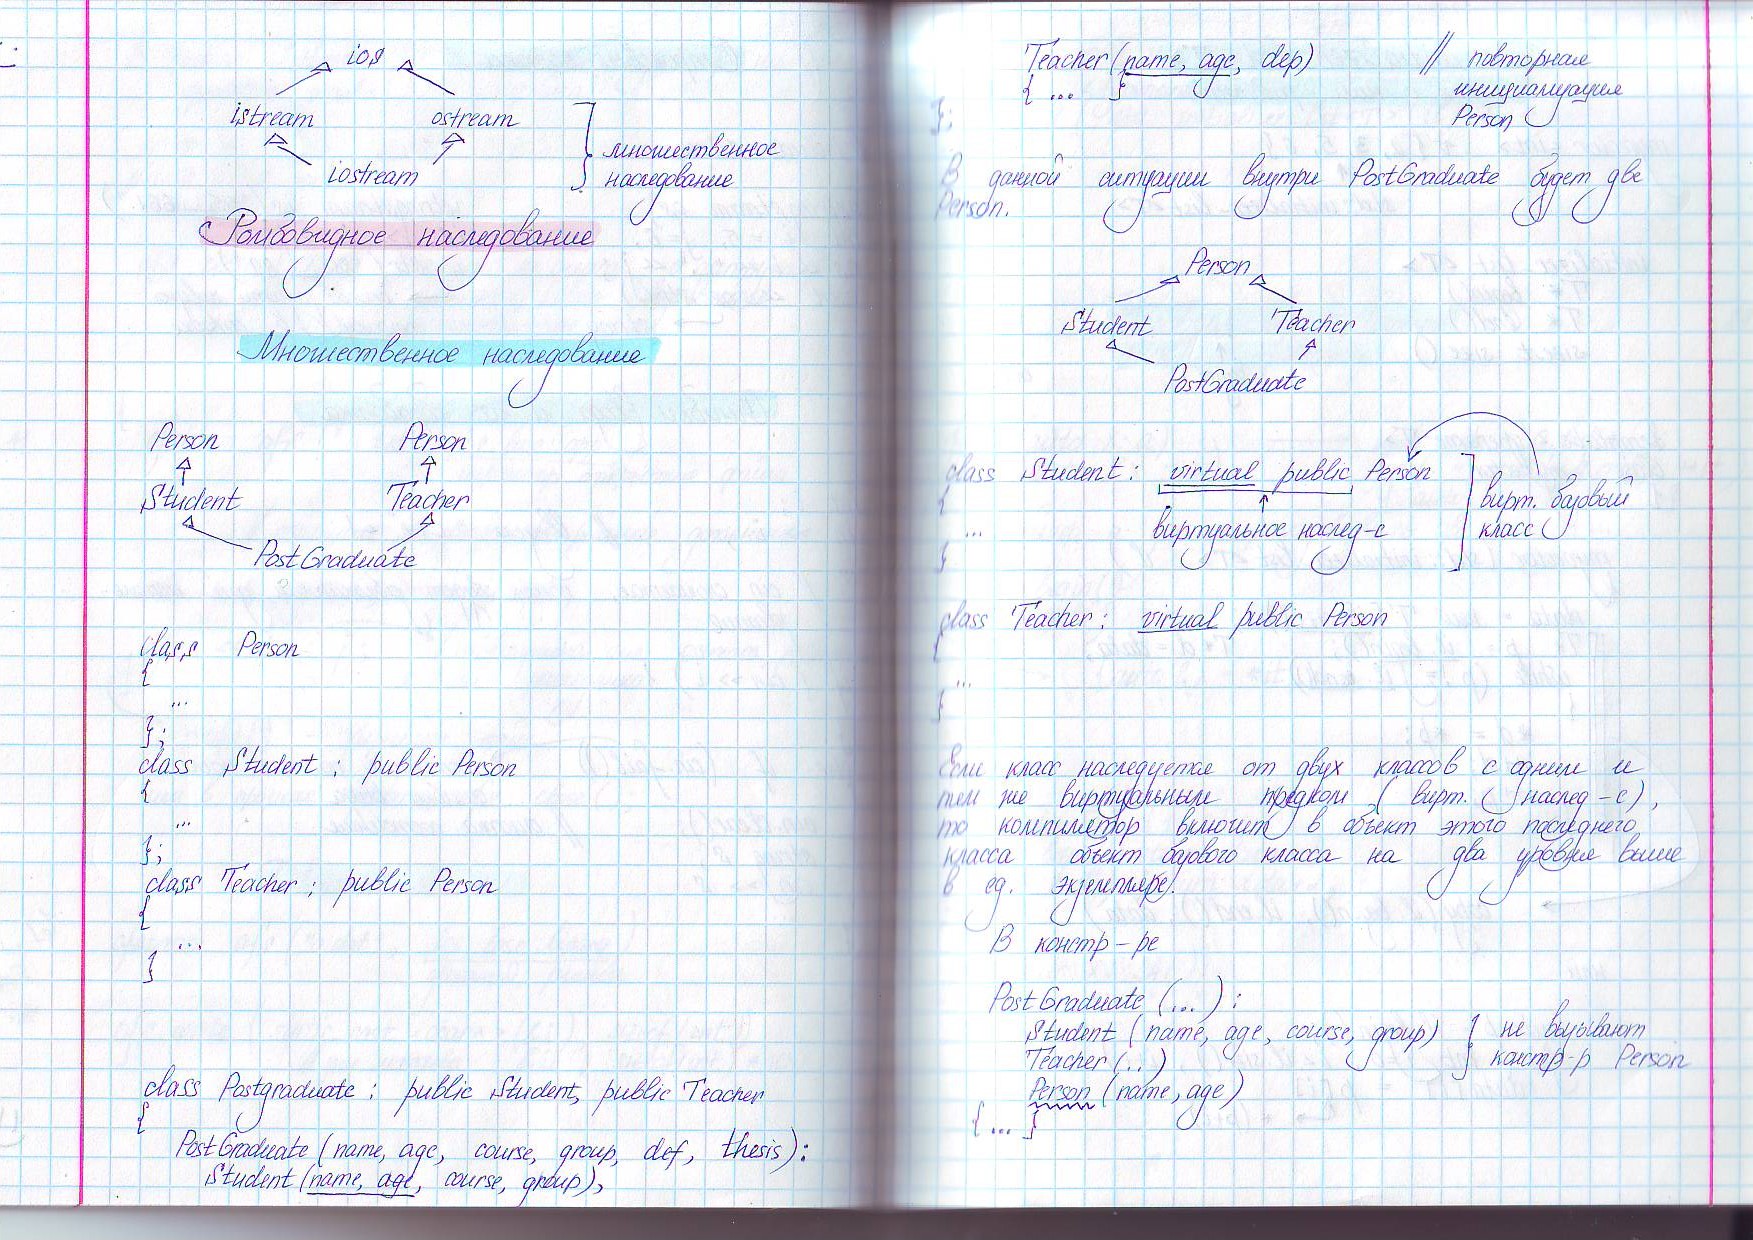 ios
istream ostream
iostream
множественное
наследование
Ромбовидное наследование
Множественное наследование
Person Person
Student Teacher
PostGraduate
class Person
{
...
};
class Student : public Person
{
...
};
class Teacher : public Person
{
...
}
class Postgraduate : public Student, public Teacher
{
PostGraduate (name, age, course, group, def, thesis):
Student (name, age, course, group),
Teacher (name, age, dep) // повторная
{ ... } инициализация
Person
};
В данной ситуации внутри PostGraduate будет две
Person.
Person
Student Teacher
PostGraduate
class Student : virtual public Person
{
...
}
виртуальное наслед-е
вирт. базовый
класс
class Teacher : virtual public Person
{
...
}
Если класс наследуется от двух классов с одним и
тем же виртуальным предком (вирт. наслед-е),
то компилятор включит в объект этого последнего
класса объект базового класса на два уровня выше
в ед. экземпляре.
В констр-ре
PostGraduate (...) :
Student (name, age, course, group) не вызывают
Teacher (..) констр-р Person
Person (name, age)
{ ... }